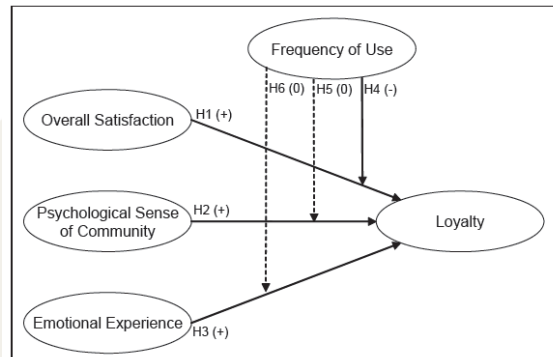 Frequency of Use
H6 (0) H5 (0) H4 (-)
Overall Satisfaction
H1 (+)
Psychological Sense
of Community
H2 (+)
Loyalty
Emotional Experience
H3 (+)